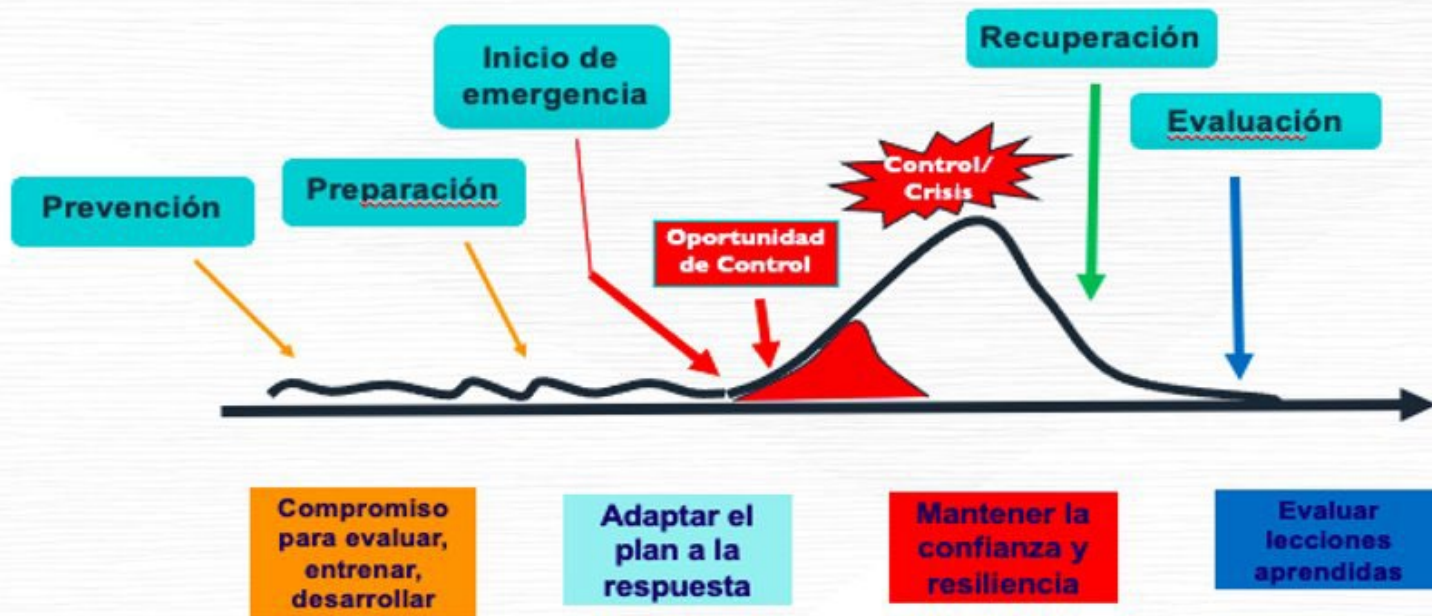 Recuperación
Inicio de
emergencia
Evaluación
Control/
Crisis
Preparación
Prevención
Oportunidad
de Control
Compromiso
para evaluar,
entrenar,
desarrollar
Adaptar el
plan a la
respuesta
Mantener la
confianza y
resiliencia
Evaluar
lecciones
aprendidas